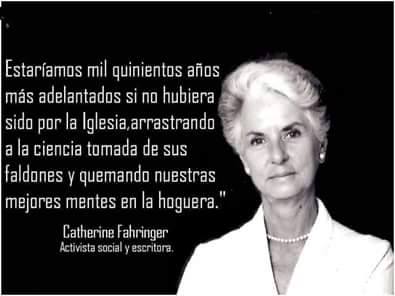 Estaríamos mil quinientos años
más adelantados si no hubiera
sido por la Iglesia,arrastrando
a la ciencia tomada de sus
faldones y quemando nuestras
mejores mentes en la hoguera."
Catherine Fahringer
Activista social y escritora.